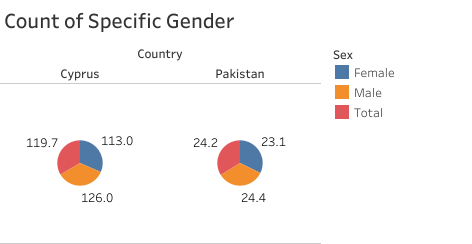 Count of Specific Gender
Country
Cyprus
Pakistan
119.7
113.0
126.0
24.2
23.1
24.4
Sex
Female
Male
Total